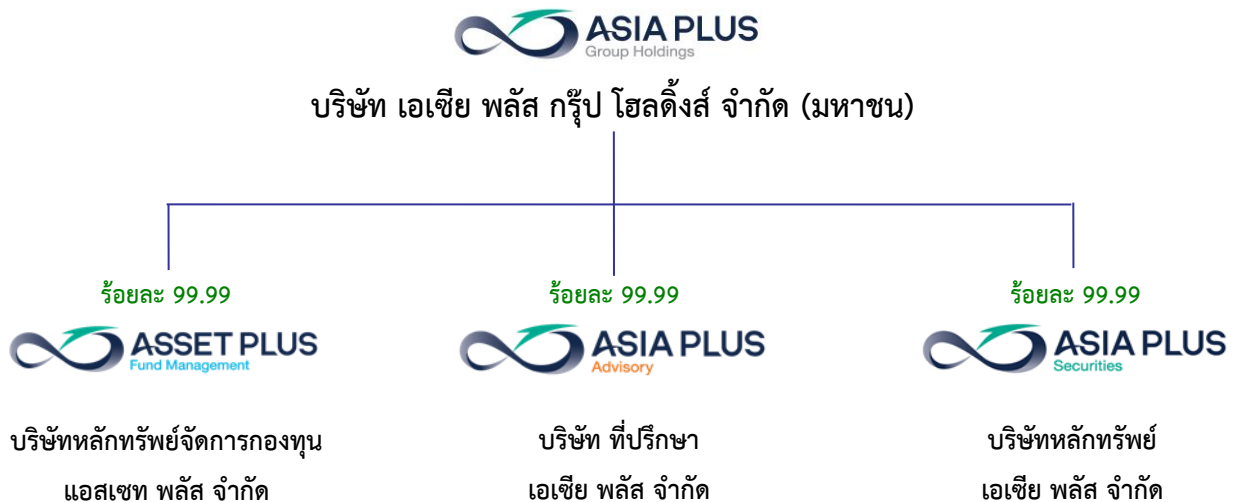 ASIA PLUS
Group Holdings
บริษัท เอเซีย พลัส กรุ๊ป โฮลดิ้งส์ จำกัด (มหาชน)
ร้อยละ 99.99
ร้อยละ 99.99
ร้อยละ 99.99
ASSET PLUS
Fund Management
ASIA PLUS
Advisory
ASIA PLUS
Securities
บริษัทหลักทรัพย์จัดการกองทุน
แอสเซท พลัส จำกัด
บริษัท ที่ปรึกษา
เอเซีย พลัส จำกัด
บริษัทหลักทรัพย์
เอเซีย พลัส จำกัด